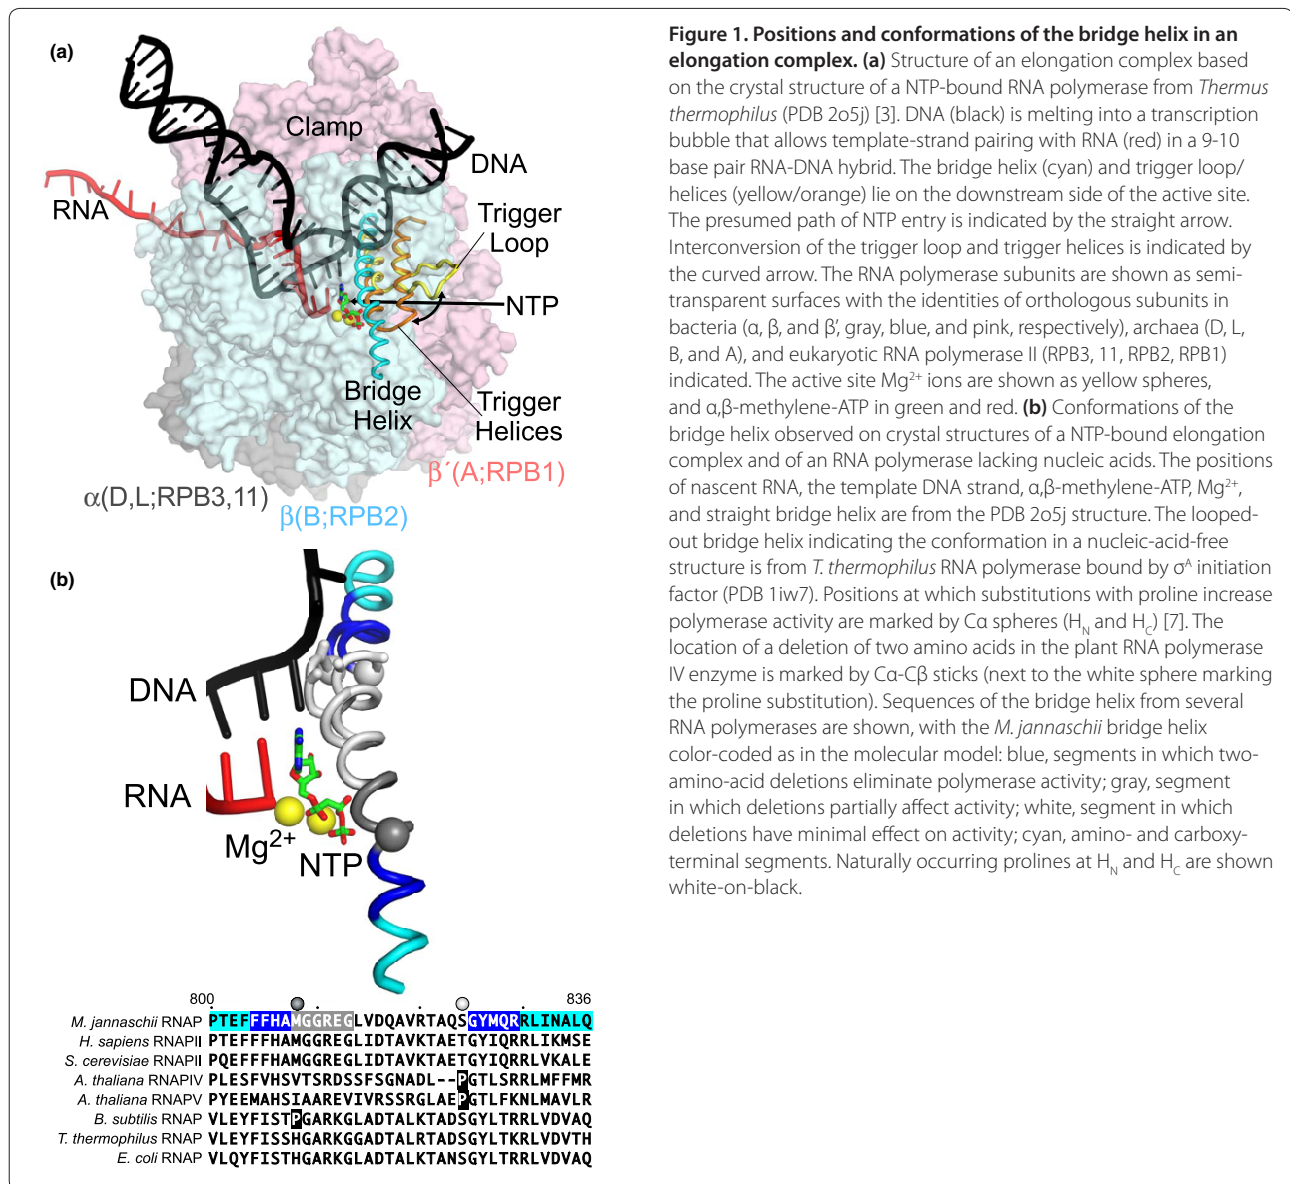 (a)
Clamp
DNA
RNA
Trigger
Loop
NTP
Bridge
Helix
Trigger
Helices
β´(A;RPB1)
α(D,L;RPB3,11)
β(B;RPB2)
(b)
DNA
RNA
Mg2+
NTP
800
836
M. jannaschii RNAP PTEFFFHAMGGREGLVDQAVRTAQSGYMQRRLINALQ
H. sapiens RNAPII PTEFFFHAMGGREGLIDTAVKTAETGYIQRRLIKMSE
S. cerevisiae RNAPII PQEFFFHAMGGREGLIDTAVKTAETGYIQRRLVKALE
A. thaliana RNAPIV PLESFVHSVTSRDSSFSGNADL--PGTLSRRLMFFMR
A. thaliana RNAPV PYEEMAHSIAAREVIVRSSRGLAEPGTLFKNLMAVLR
B. subtilis RNAP VLEYFISTPGARKGLADTALKTADSGYLTRRLVDVAQ
T. thermophilus RNAP VLEYFISSHGARKGGADTALRTADSGYLTKRLVDVTH
E. coli RNAP VLQYFISTHGARKGLADTALKTANSGYLTRRLVDVAQ
Figure 1. Positions and conformations of the bridge helix in an
elongation complex. (a) Structure of an elongation complex based
on the crystal structure of a NTP-bound RNA polymerase from Thermus
thermophilus (PDB 2o5j) [3]. DNA (black) is melting into a transcription
bubble that allows template-strand pairing with RNA (red) in a 9-10
base pair RNA-DNA hybrid. The bridge helix (cyan) and trigger loop/
helices (yellow/orange) lie on the downstream side of the active site.
The presumed path of NTP entry is indicated by the straight arrow.
Interconversion of the trigger loop and trigger helices is indicated by
the curved arrow. The RNA polymerase subunits are shown as semi-
transparent surfaces with the identities of orthologous subunits in
bacteria (α, β, and β′, gray, blue, and pink, respectively), archaea (D, L,
B, and A), and eukaryotic RNA polymerase II (RPB3, 11, RPB2, RPB1)
indicated. The active site Mg2+ ions are shown as yellow spheres,
and α,β-methylene-ATP in green and red. (b) Conformations of the
bridge helix observed on crystal structures of a NTP-bound elongation
complex and of an RNA polymerase lacking nucleic acids. The positions
of nascent RNA, the template DNA strand, α,β-methylene-ATP, Mg2+,
and straight bridge helix are from the PDB 2o5j structure. The looped-
out bridge helix indicating the conformation in a nucleic-acid-free
structure is from T. thermophilus RNA polymerase bound by σA initiation
factor (PDB 1iw7). Positions at which substitutions with proline increase
polymerase activity are marked by Cα spheres (HN and HC) [7]. The
location of a deletion of two amino acids in the plant RNA polymerase
IV enzyme is marked by Cα-Cβ sticks (next to the white sphere marking
the proline substitution). Sequences of the bridge helix from several
RNA polymerases are shown, with the M. jannaschii bridge helix
color-coded as in the molecular model: blue, segments in which two-
amino-acid deletions eliminate polymerase activity; gray, segment
in which deletions partially affect activity; white, segment in which
deletions have minimal effect on activity; cyan, amino- and carboxy-
terminal segments. Naturally occurring prolines at HN and HC are shown
white-on-black.